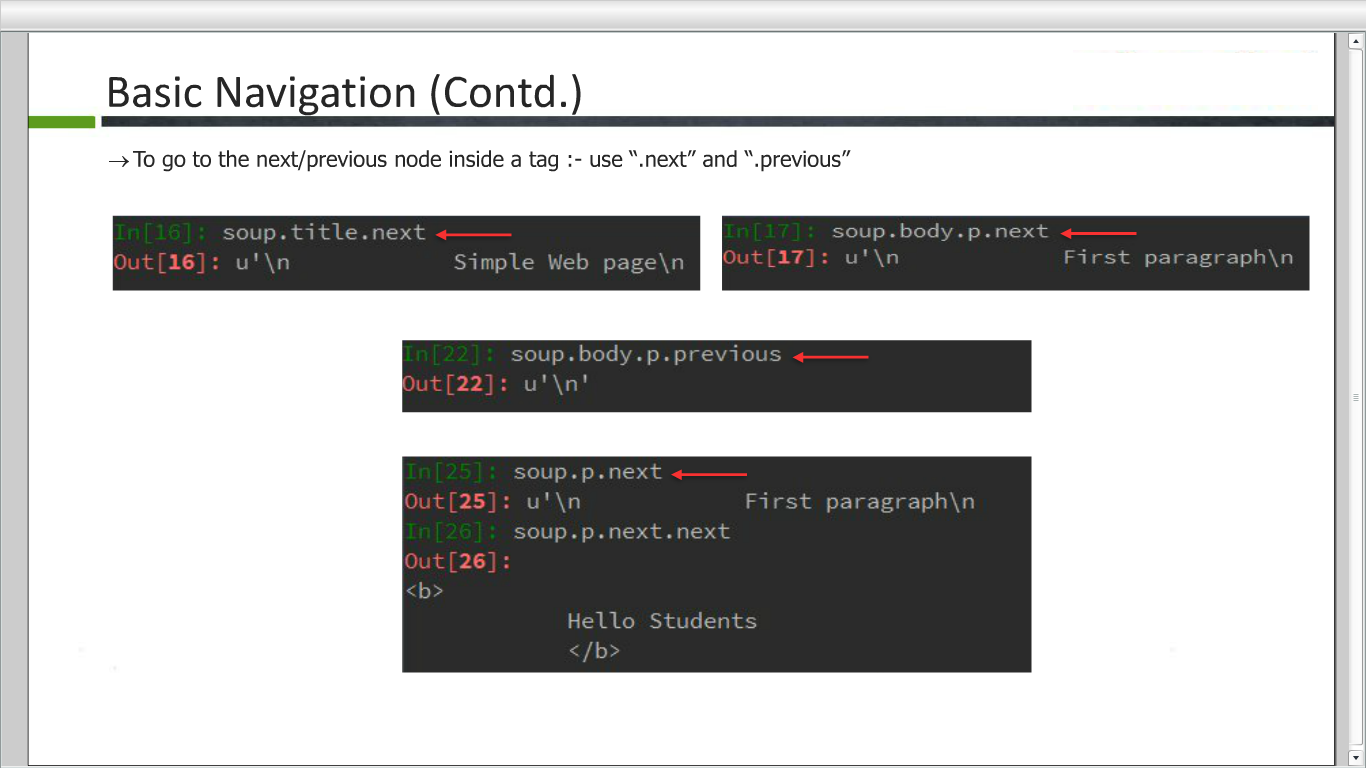 Basic Navigation (Contd.)
→To go to the next/previous node inside a tag :- use “.next” and “.previous”
In[16]: soup.title.next
Out[16]: u'\n            Simple Web page\n
In[17]: soup.body.p.next
Out[17]: u'\n            First paragraph\n
In[22]: soup.body.p.previous
Out[22]: u'\n'
In[25]: soup.p.next
Out[25]: u'\n            First paragraph\n
In[26]: soup.p.next.next
Out[26]:
<b>
            Hello Students
            </b>